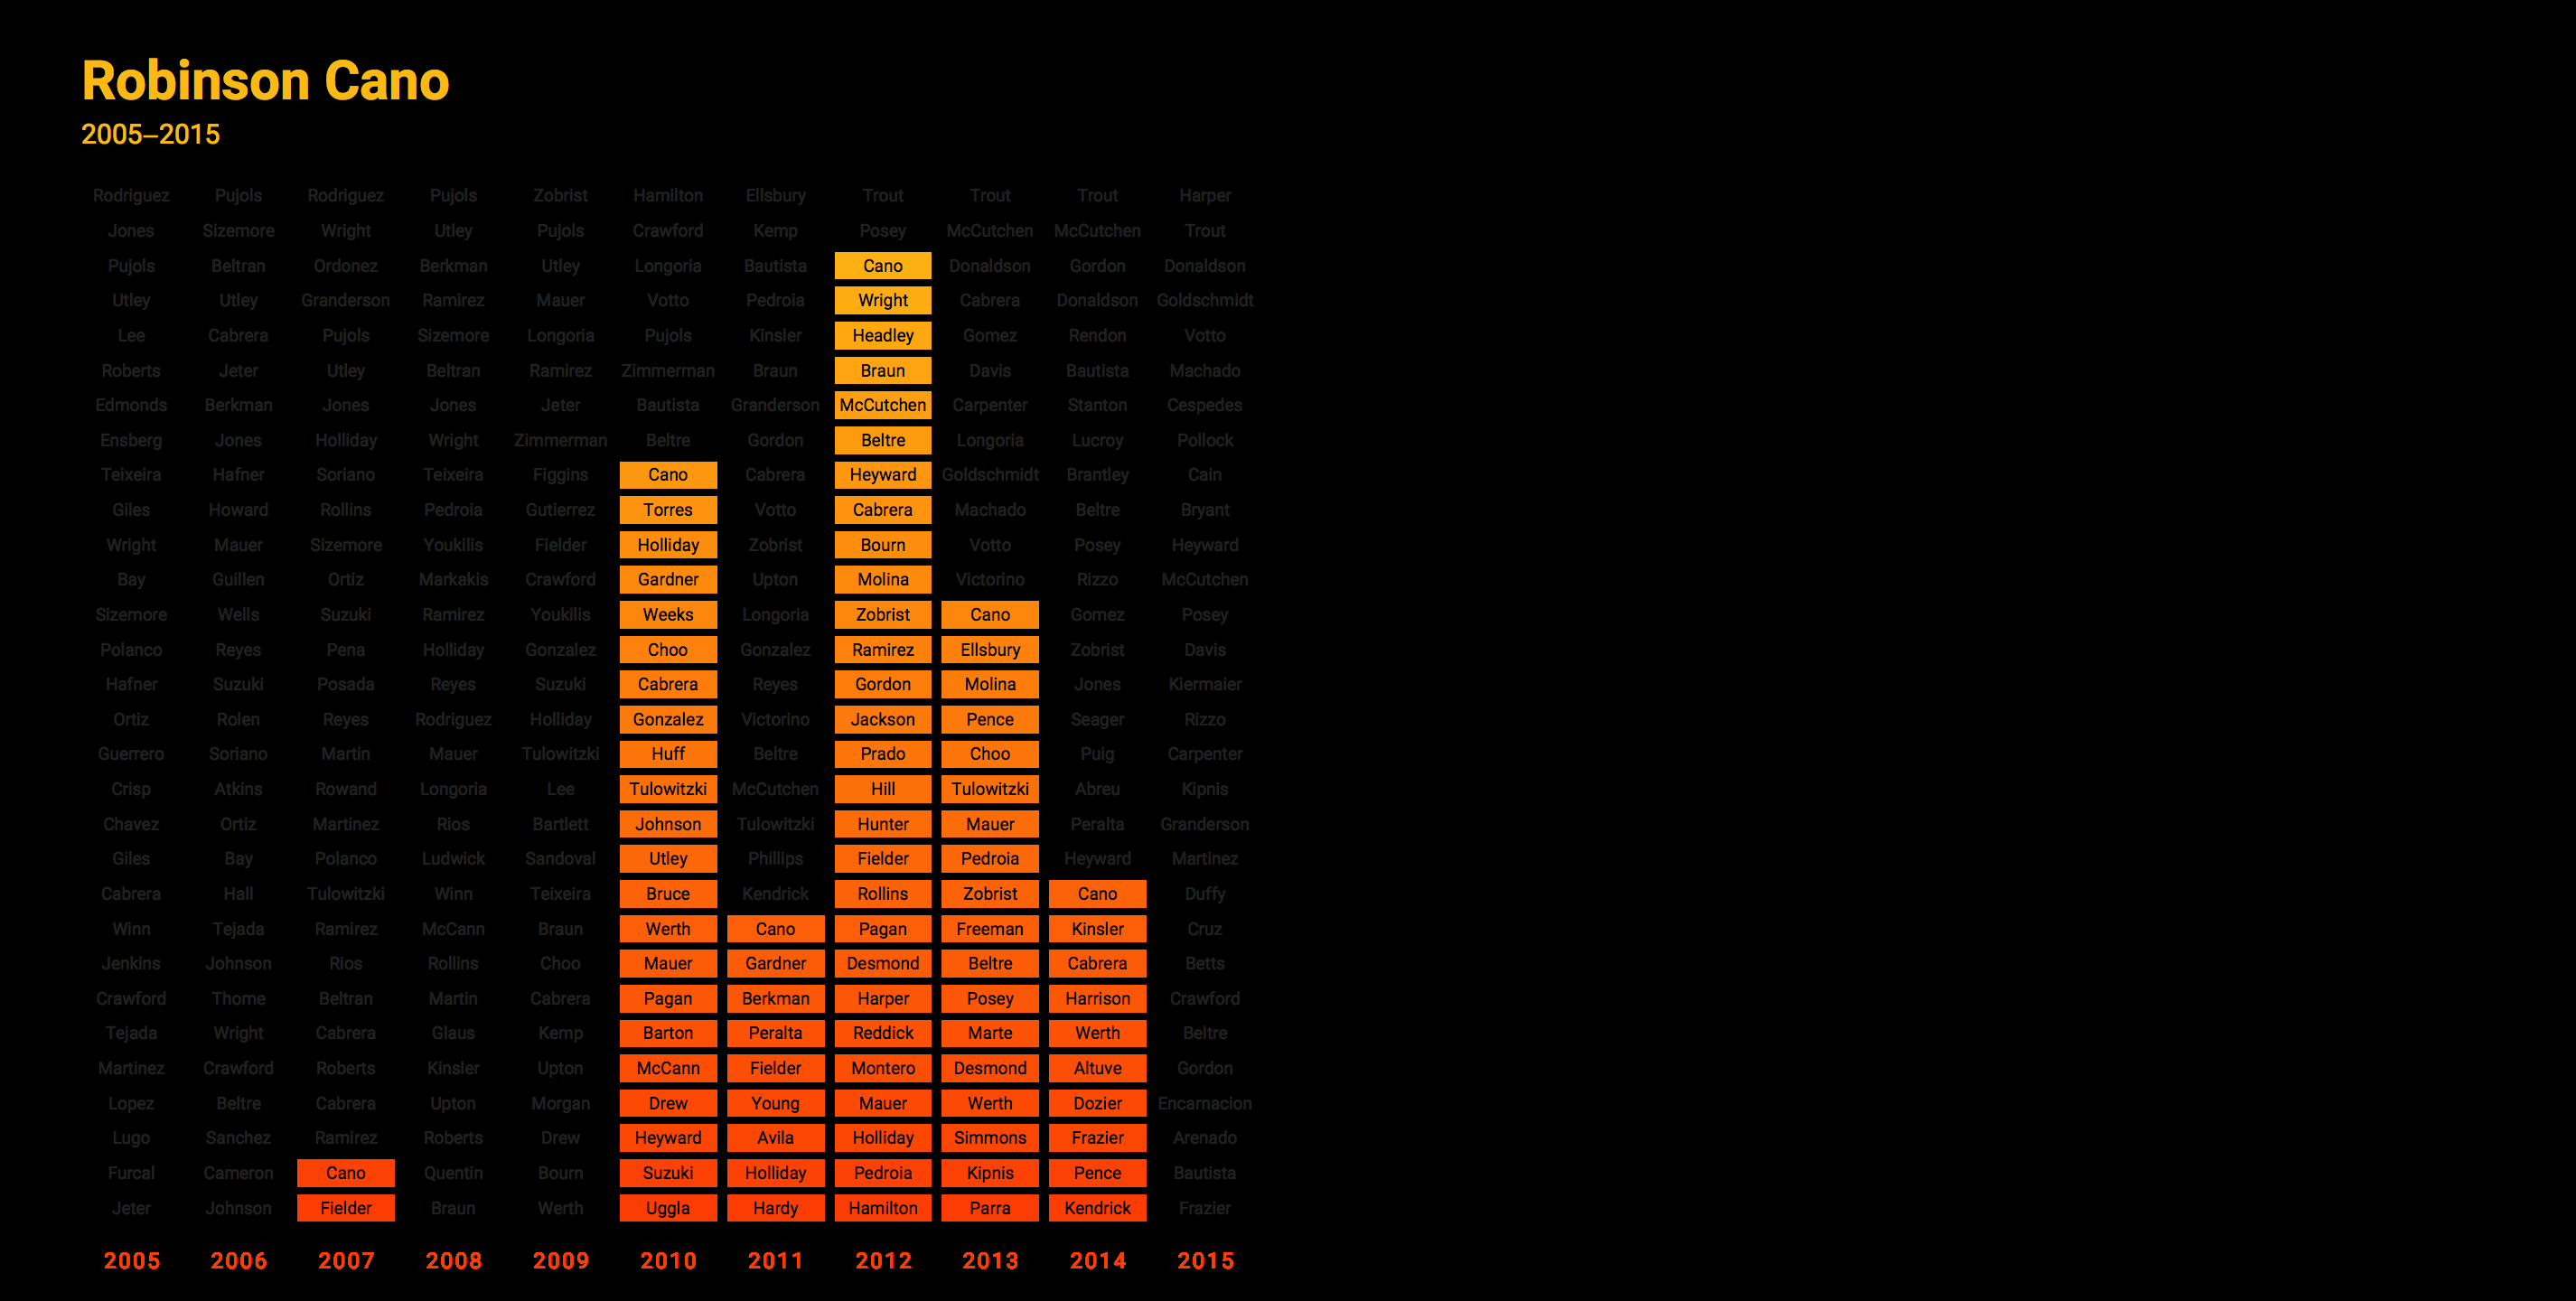 Robinson Cano
2005–2015
Rodriguez Pujols Rodriguez Pujols Zobrist Hamilton Ellsbury Trout Trout Trout Harper
Jones Sizemore Wright Utley Pujols Crawford Kemp Posey McCutchen McCutchen Trout
Pujols Beltran Ordonez Berkman Utley Longoria Bautista Cano Donaldson Gordon Donaldson
Utley Utley Granderson Ramirez Mauer Votto Pedroia Wright Cabrera Donaldson Goldschmidt
Lee Cabrera Pujols Sizemore Longoria Pujols Kinsler Headley Gomez Rendon Votto
Roberts Jeter Utley Beltran Ramirez Zimmerman Braun Braun Davis Bautista Machado
Edmonds Berkman Jones Jones Jeter Bautista Granderson McCutchen Carpenter Stanton Cespedes
Ensberg Jones Holliday Wright Zimmerman Beltre Gordon Beltre Longoria Lucroy Pollock
Teixeira Hafner Soriano Teixeira Figgins Cano Cabrera Heyward Goldschmidt Brantley Cain
Giles Howard Rollins Pedroia Gutierrez Torres Votto Cabrera Machado Beltre Bryant
Wright Mauer Sizemore Youkilis Fielder Holliday Zobrist Bourn Votto Posey Heyward
Bay Guillen Ortiz Markakis Crawford Gardner Upton Molina Victorino Rizzo McCutchen
Sizemore Wells Suzuki Ramirez Youkilis Weeks Longoria Zobrist Cano Gomez Posey
Polanco Reyes Pena Holliday Gonzalez Choo Gonzalez Ramirez Ellsbury Zobrist Davis
Hafner Suzuki Posada Reyes Suzuki Cabrera Reyes Gordon Molina Jones Kiermaier
Ortiz Rolen Reyes Rodriguez Holliday Gonzalez Victorino Jackson Pence Seager Rizzo
Guerrero Soriano Martin Mauer Tulowitzki Huff Beltre Prado Choo Puig Carpenter
Crisp Atkins Rowand Longoria Lee Tulowitzki McCutchen Hill Tulowitzki Abreu Kipnis
Chavez Ortiz Martinez Rios Bartlett Johnson Tulowitzki Hunter Mauer Peralta Granderson
Giles Bay Polanco Ludwick Sandoval Utley Phillips Fielder Pedroia Heyward Martinez
Cabrera Hall Tulowitzki Winn Teixeira Bruce Kendrick Rollins Zobrist Cano Duffy
Winn Tejada Ramirez McCann Braun Werth Cano Pagan Freeman Kinsler Cruz
Jenkins Johnson Rios Rollins Choo Mauer Gardner Desmond Beltre Cabrera Betts
Crawford Thome Beltran Martin Cabrera Pagan Berkman Harper Posey Harrison Crawford
Tejada Wright Cabrera Glaus Kemp Barton Peralta Reddick Marte Werth Beltre
Martinez Crawford Roberts Kinsler Upton McCann Fielder Montero Desmond Altuve Gordon
Lopez Beltre Cabrera Upton Morgan Drew Young Mauer Werth Dozier Encarnacion
Lugo Sanchez Ramirez Roberts Drew Heyward Avila Holliday Simmons Frazier Arenado
Furcal Cameron Cano Quentin Bourn Suzuki Holliday Pedroia Kipnis Pence Bautista
Jeter Johnson Fielder Braun Werth Uggla Hardy Hamilton Parra Kendrick Frazier
2005 2006 2007 2008 2009 2010 2011 2012 2013 2014 2015